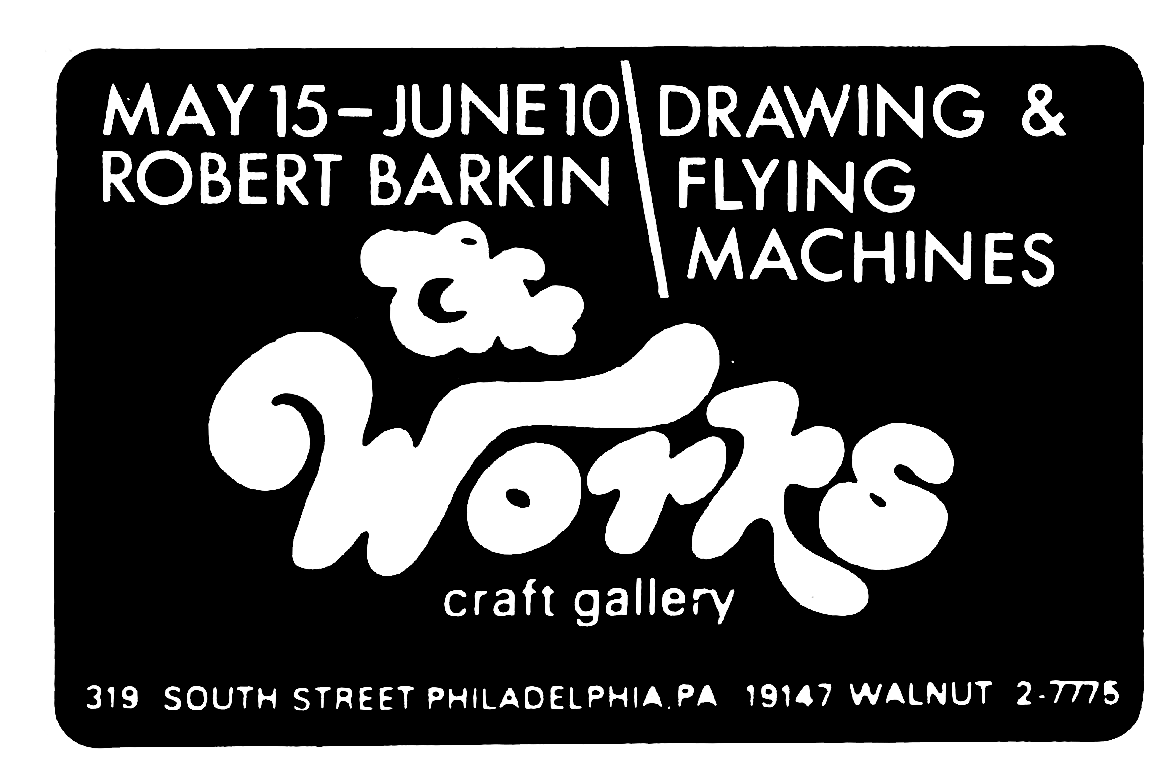 MAY 15-JUNE 10
ROBERT BARKIN
DRAWING &
FLYING
MACHINES
The
Works
craft gallery
319 SOUTH STREET PHILADELPHIA, PA 19147 WALNUT 2-7775